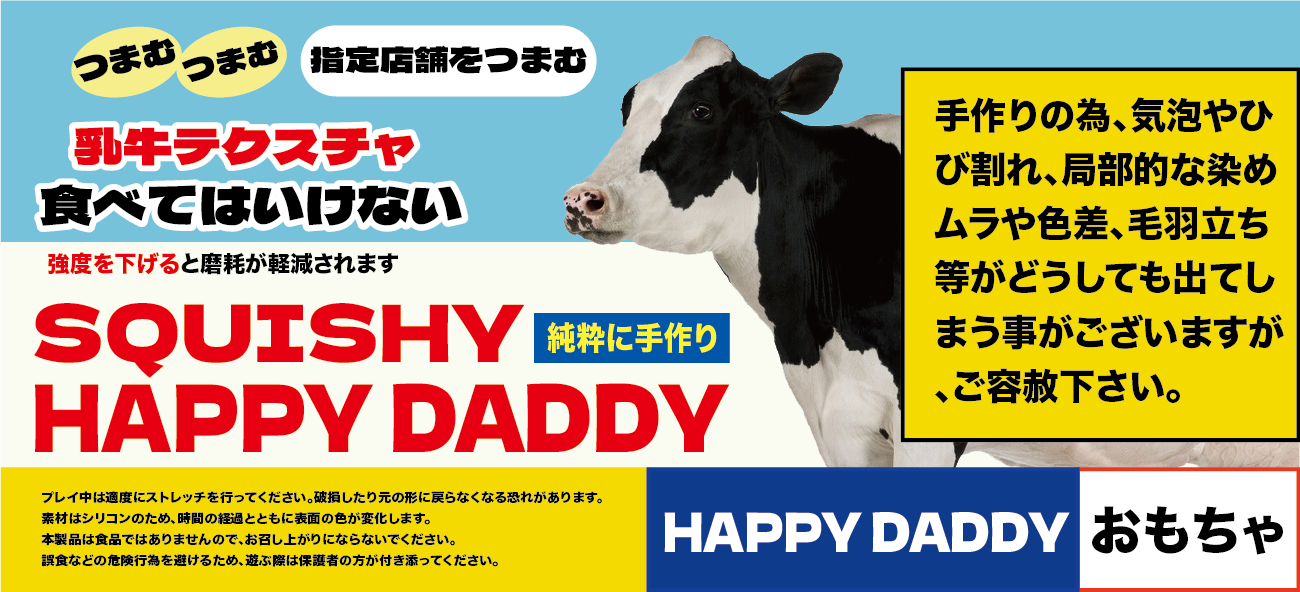 つまむ つまむ 指定店舗をつまむ
乳牛テクスチャ
食べてはいけない
強度を下げると磨耗が軽減されます
SQUISHY
純粋に手作り
HAPPY DADDY
手作りの為、気泡やひ
び割れ、局部的な染め
ムラや色差、毛羽立ち
等がどうしても出てし
まう事がございますが
、ご容赦下さい。
プレイ中は適度にストレッチを行ってください。破損したり元の形に戻らなくなる恐れがあります。
素材はシリコンのため、時間の経過とともに表面の色が変化します。
本製品は食品ではありませんので、お召し上がりにならないでください。
誤食などの危険行為を避けるため、遊ぶ際は保護者の方が付き添ってください。
HAPPY DADDY
おもちゃ